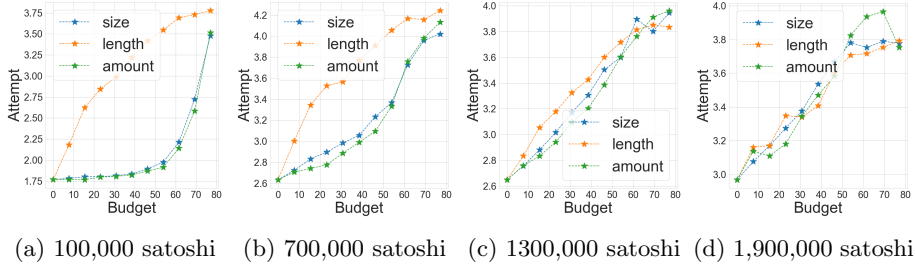 size
length
amount
3.75
3.50
3.25
3.00
2.75
2.50
2.25
2.00
1.75
Attempt
0 10 20 30 40 50 60 70 80
Budget
(a) 100,000 satoshi
size
length
amount
4.2
4.0
3.8
3.6
3.4
3.2
3.0
2.8
2.6
Attempt
0 10 20 30 40 50 60 70 80
Budget
(b) 700,000 satoshi
size
length
amount
4.0
3.8
3.6
3.4
3.2
3.0
2.8
2.6
Attempt
0 10 20 30 40 50 60 70 80
Budget
(c) 1300,000 satoshi
size
length
amount
4.0
3.8
3.6
3.4
3.2
3.0
Attempt
0 10 20 30 40 50 60 70 80
Budget
(d) 1,900,000 satoshi